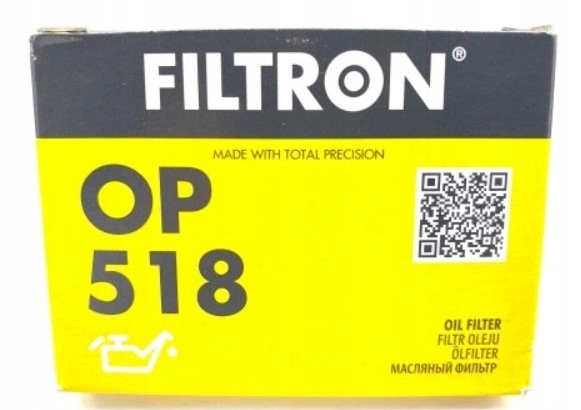 FILTRON®
MADE WITH TOTAL PRECISION
OP
518
OIL FILTER
FILTR OLEJU
ÖLFILTER
МАСЛЯНЫЙ ФИЛЬТР